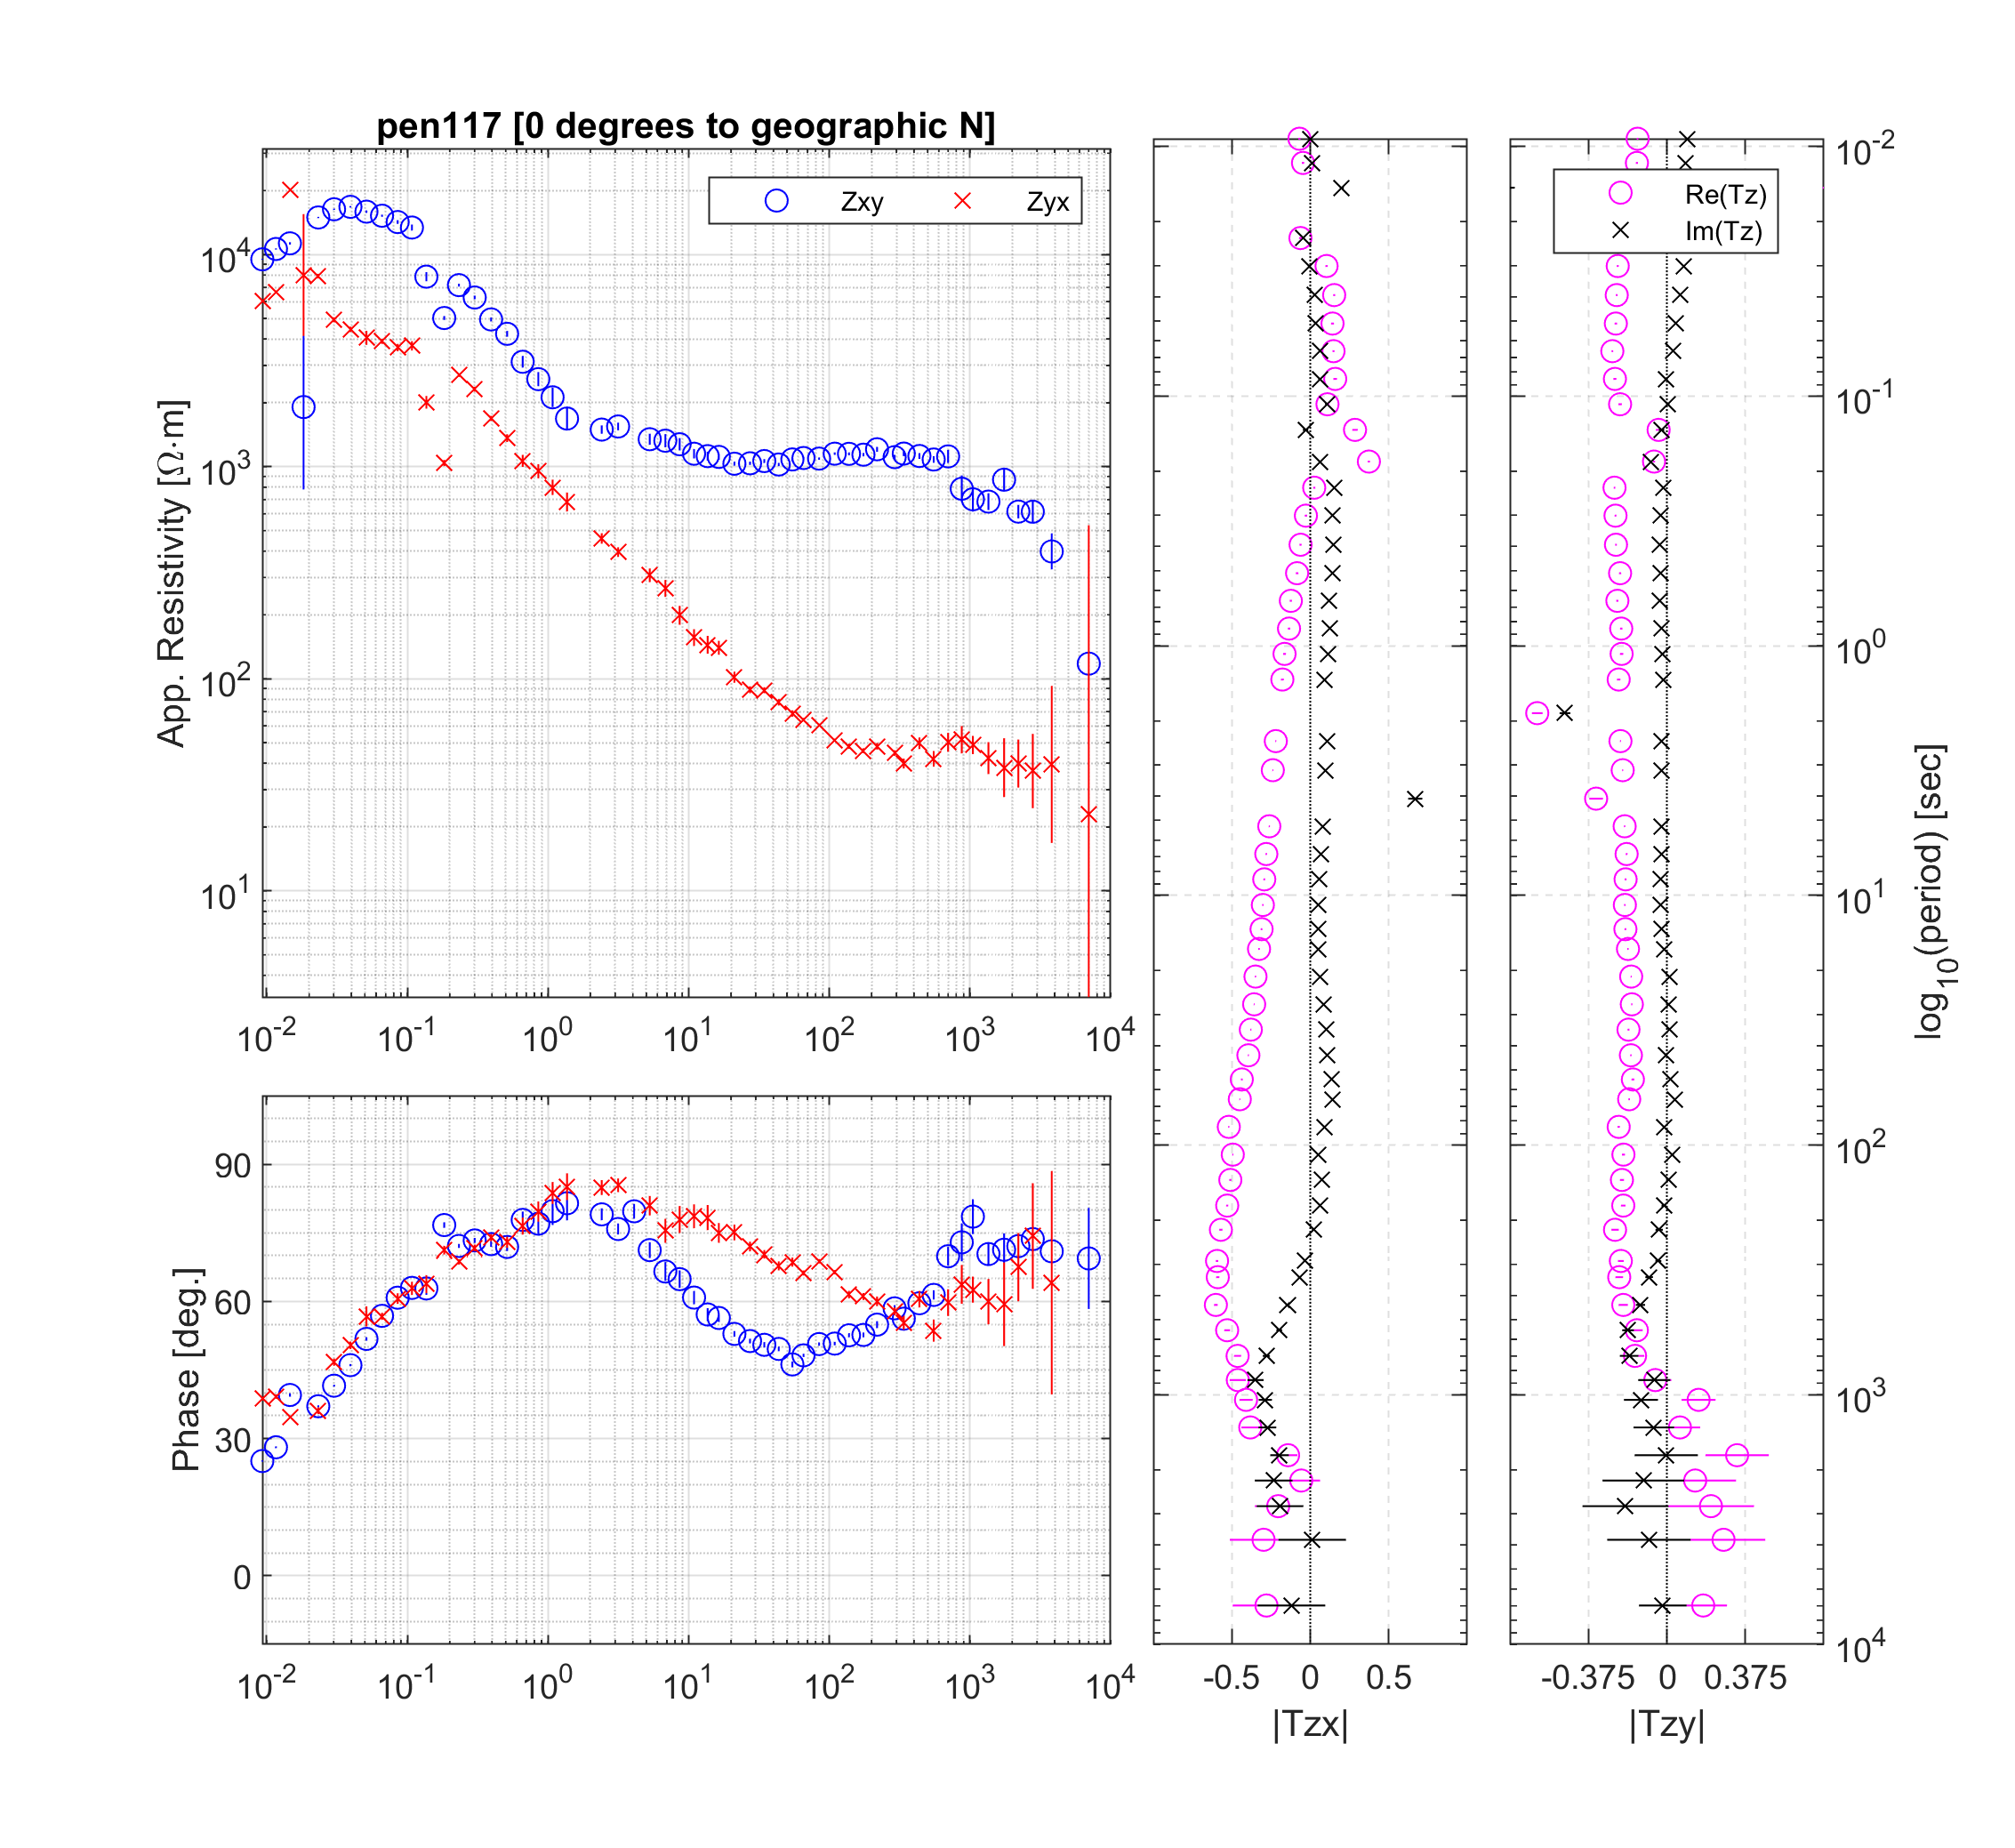 pen117 [0 degrees to geographic N]
Zxy Zyx
App. Resistivity [Ω·m]
10^4
10^3
10^2
10^1
10^-2 10^-1 10^0 10^1 10^2 10^3 10^4
Phase [deg.]
90
60
30
0
10^-2 10^-1 10^0 10^1 10^2 10^3 10^4
-0.5 0 0.5
|Tzx|
Re(Tz)
Im(Tz)
-0.375 0 0.375
|Tzy|
10^-2
10^-1
10^0
10^1
10^2
10^3
10^4
log_10(period) [sec]